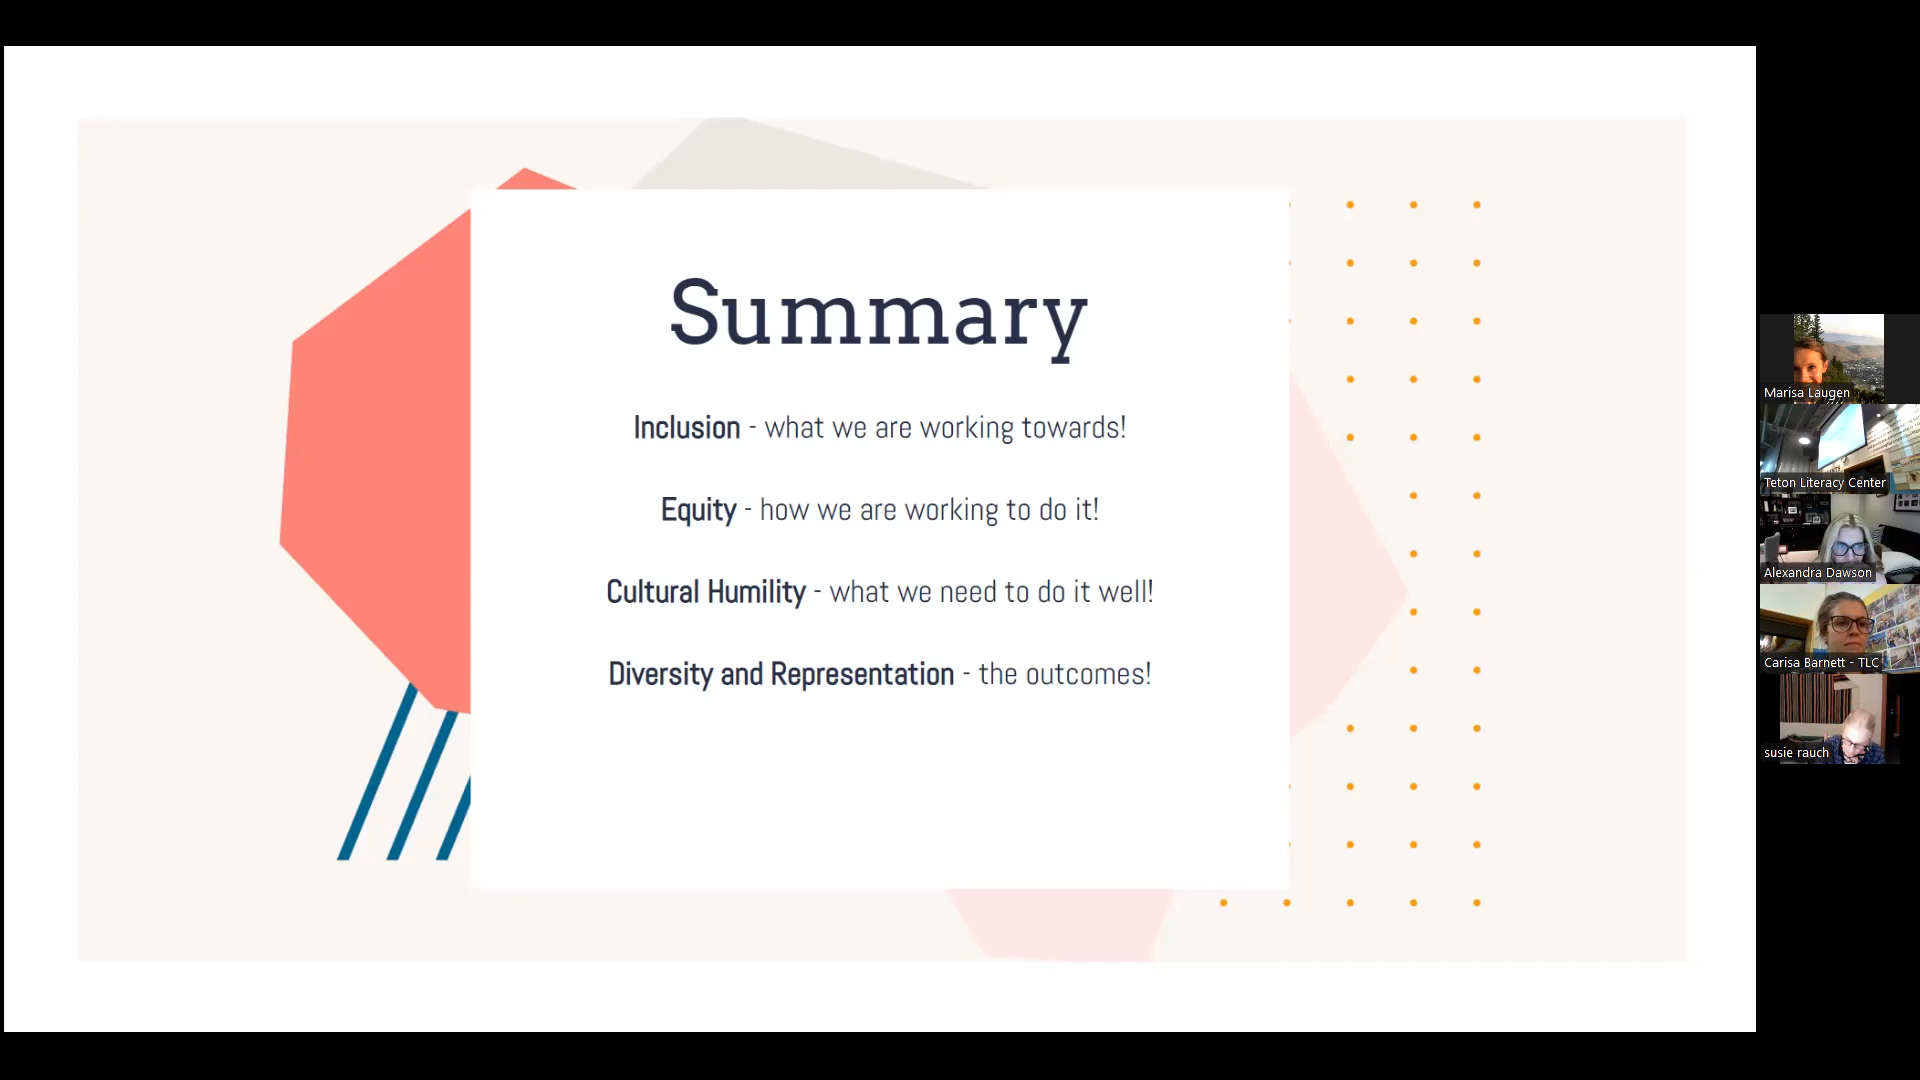 Summary
Inclusion - what we are working towards!
Equity - how we are working to do it!
Cultural Humility - what we need to do it well!
Diversity and Representation - the outcomes!
Marisa Laugen
Teton Literacy Center
Alexandra Dawson
Carisa Barnett - TLC
susie rauch